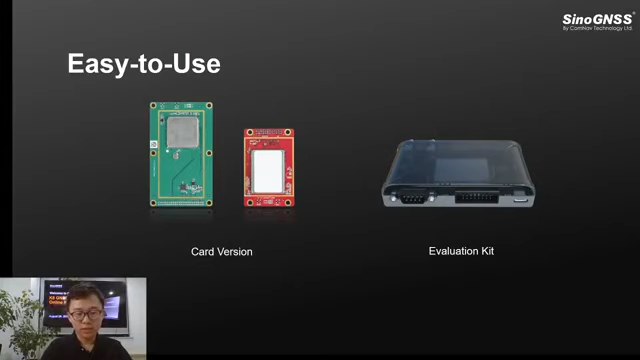 SinoGNSS
By ComNav Technology Ltd.
Easy-to-Use
Card Version
Evaluation Kit